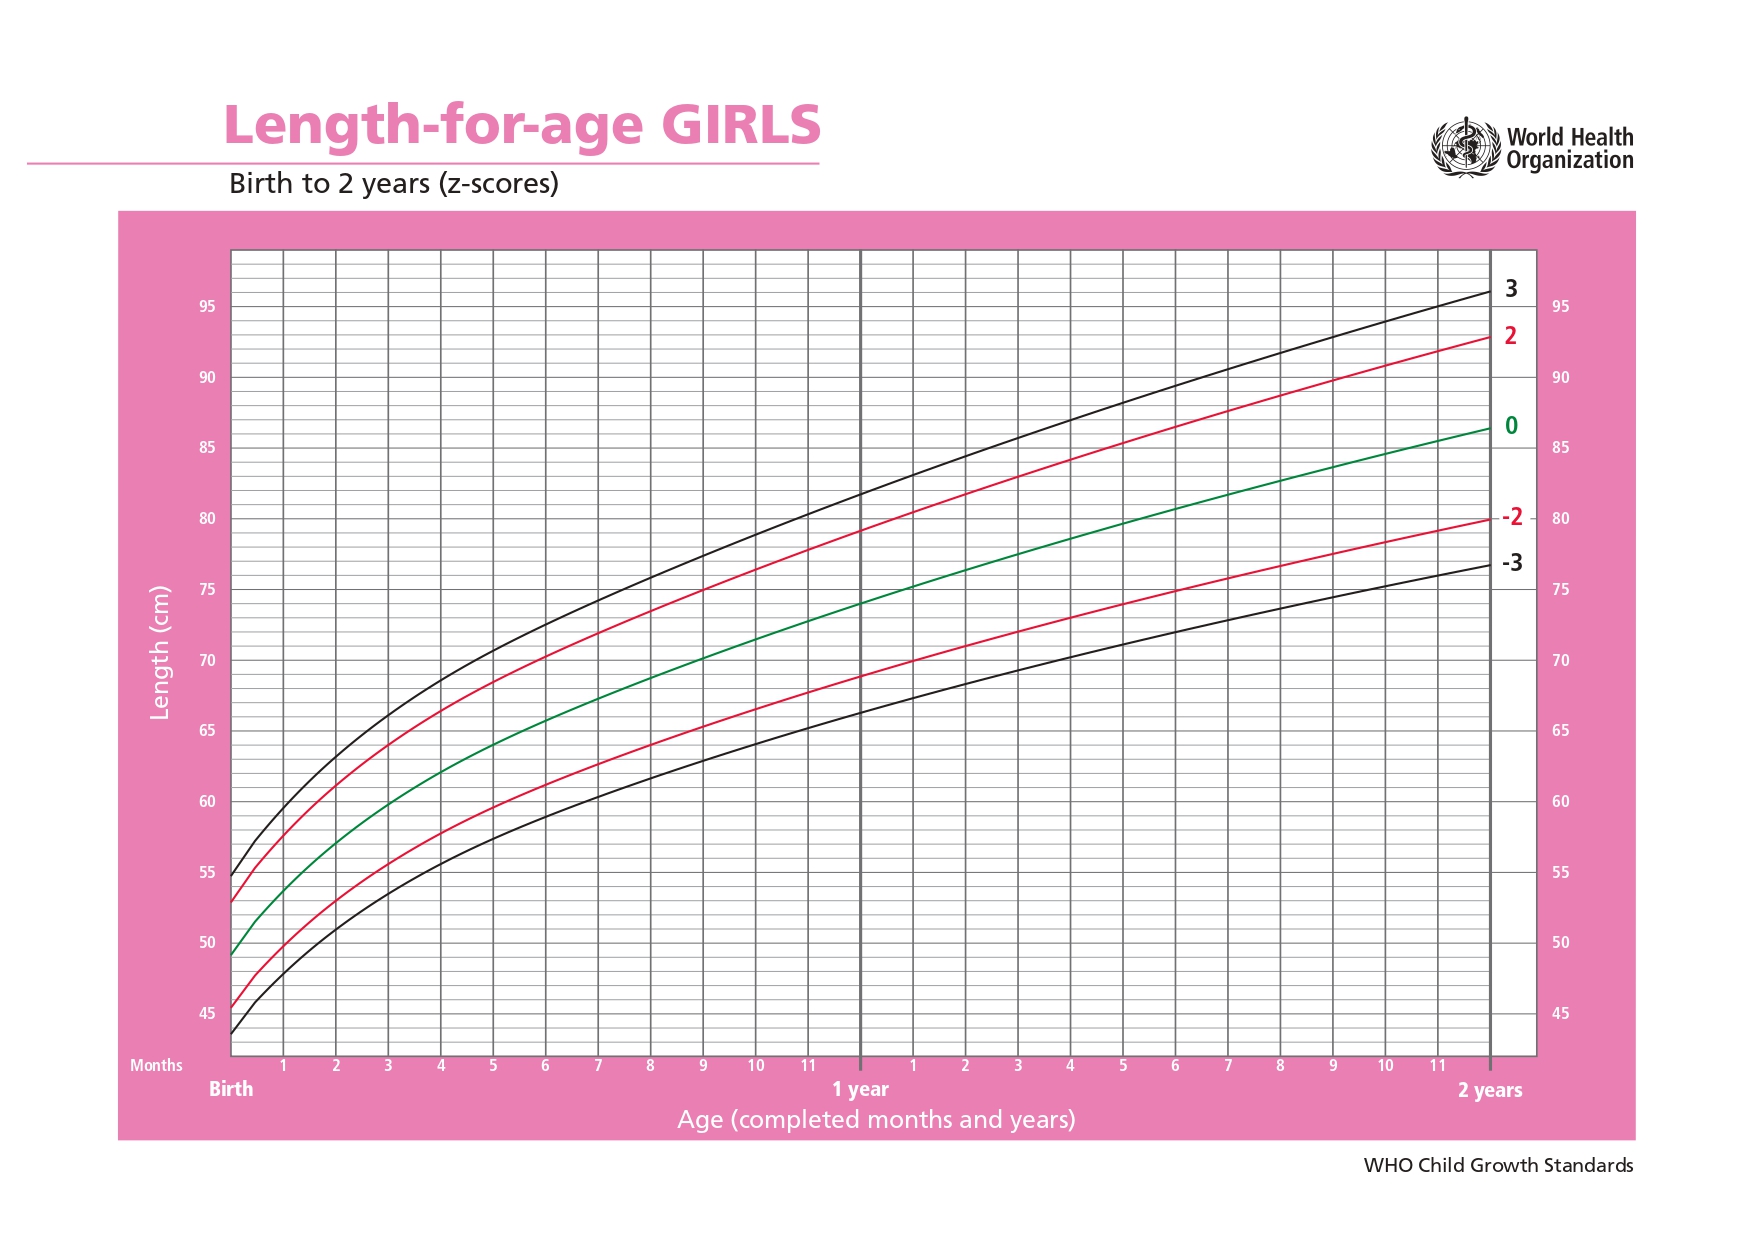 Length-for-age GIRLS
Birth to 2 years (z-scores)
World Health
Organization
3
95 95
2
90 90
0
85 85
-2
80 80
-3
75 75
70 70
65 65
60 60
55 55
50 50
45 45
Length (cm)
Months 1 2 3 4 5 6 7 8 9 10 11 1 2 3 4 5 6 7 8 9 10 11
Birth 1 year 2 years
Age (completed months and years)
WHO Child Growth Standards